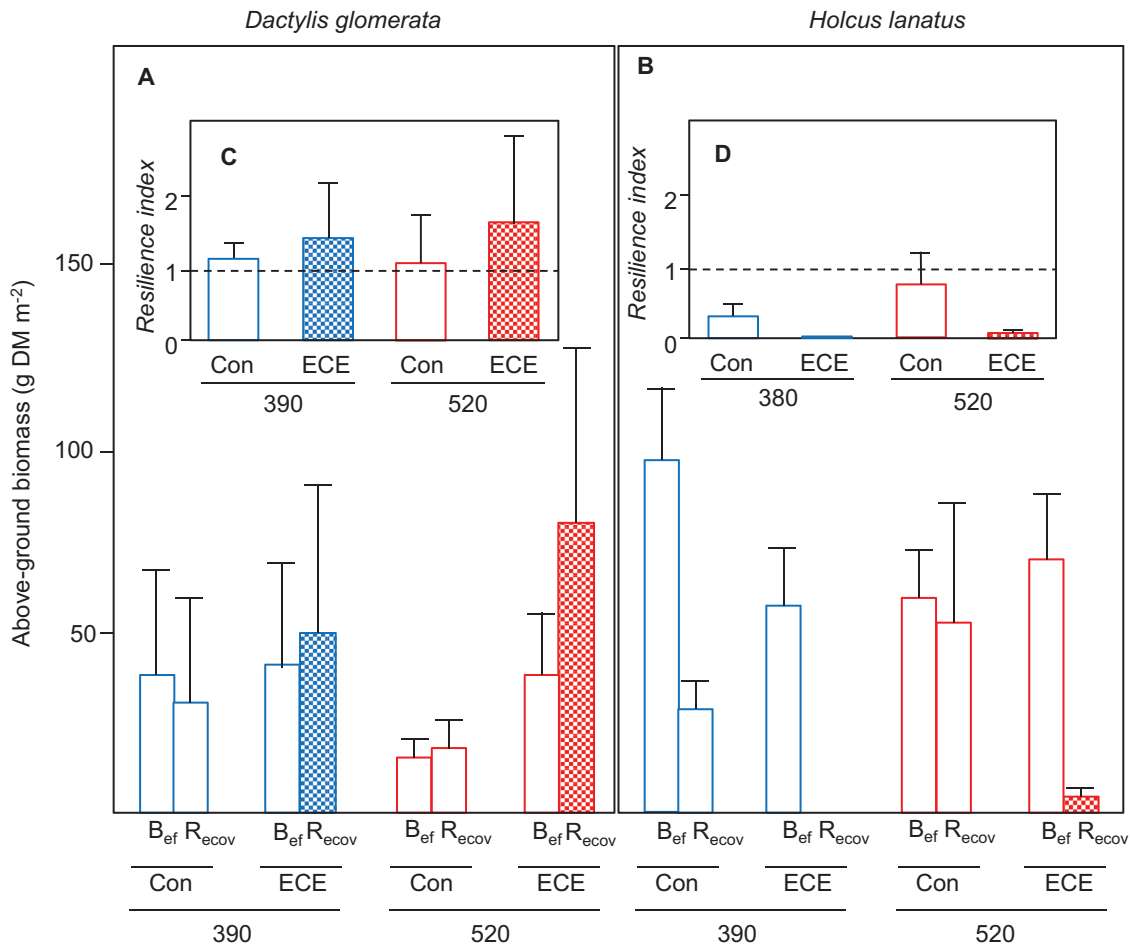 Dactylis glomerata
Holcus lanatus
A
B
C
D
Resilience index
2
1
0
Con ECE Con ECE
390 520
Resilience index
2
1
0
Con ECE Con ECE
380 520
Above-ground biomass (g DM m⁻²)
150
100
50
Bef Recov Bef Recov Bef Recov Bef Recov
Con ECE Con ECE
390 520
Bef Recov Bef Recov Bef Recov Bef Recov
Con ECE Con ECE
390 520